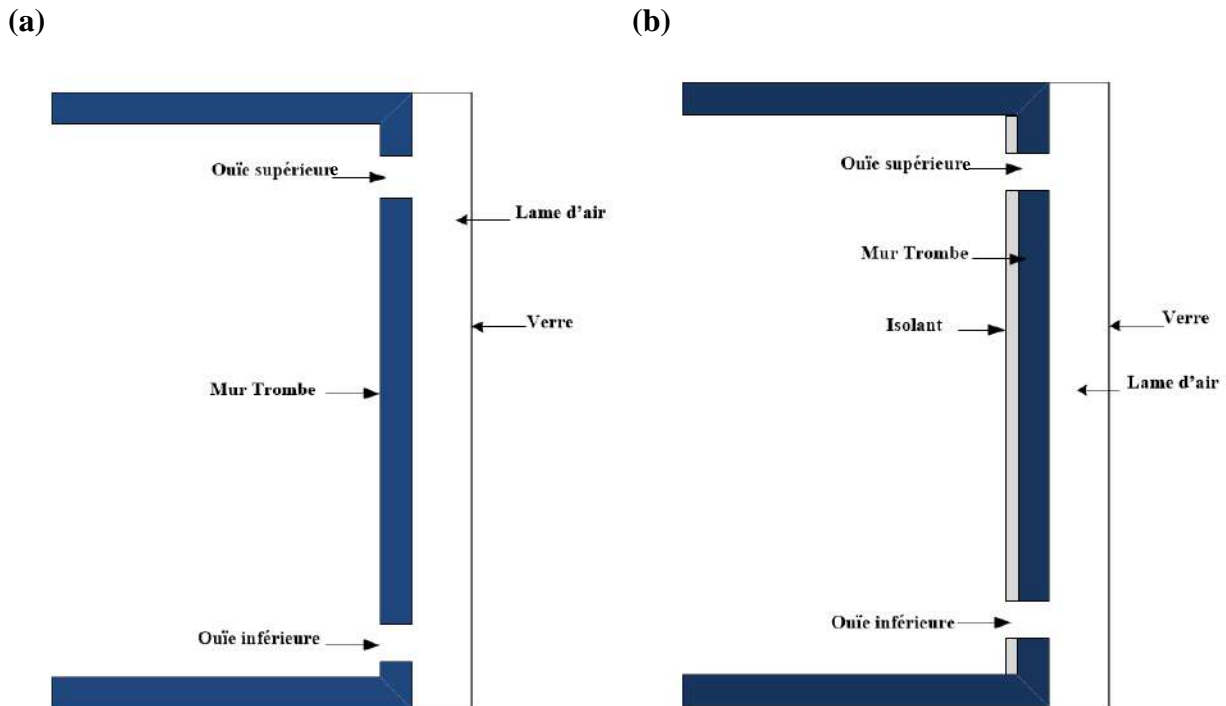 (a)
Ouïe supérieure
Lame d'air
Verre
Mur Trombe
Ouïe inférieure
(b)
Ouïe supérieure
Mur Trombe
Isolant
Verre
Lame d'air
Ouïe inférieure